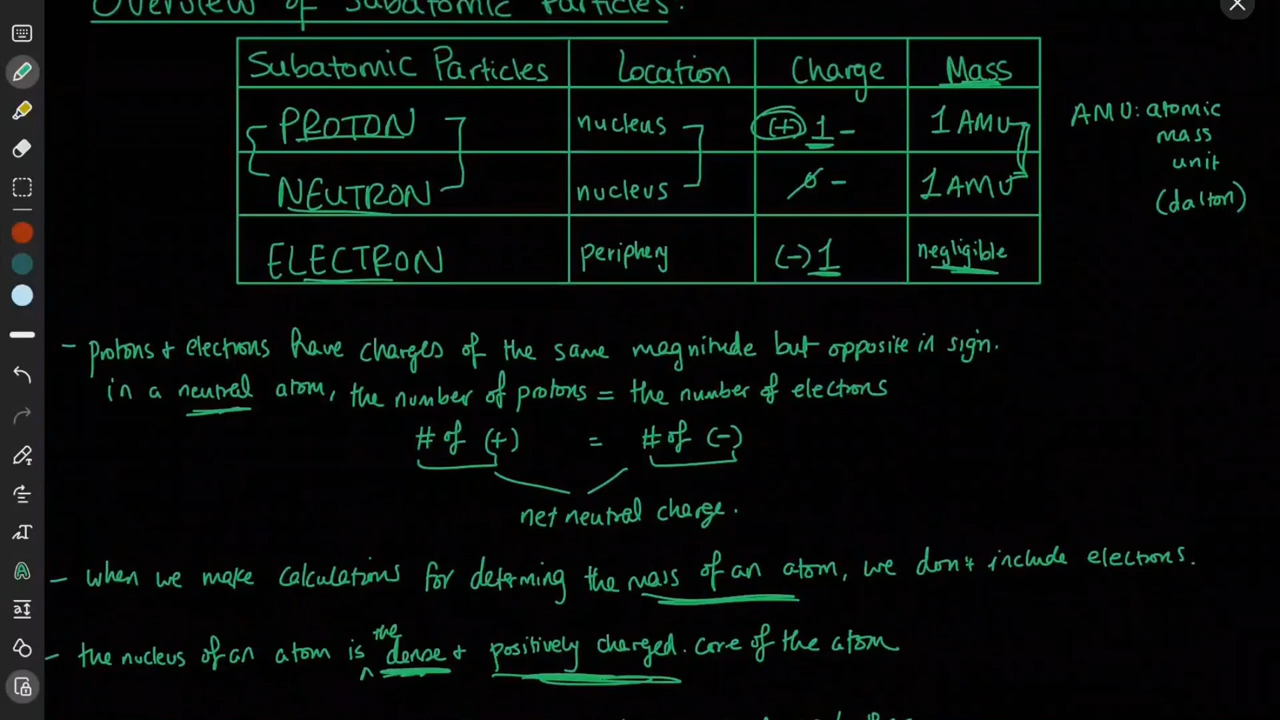 Overview of Subatomic Particles.
Subatomic Particles Location Charge Mass
PROTON nucleus (+) 1 - 1 AMU
NEUTRON nucleus ∅ - 1 AMU
ELECTRON periphery (-) 1 negligible
AMU: atomic
mass
unit
(dalton)
- protons + electrons have charges of the same magnitude but opposite in sign.
in a neutral atom, the number of protons = the number of electrons
# of (+) = # of (-)
net neutral charge.
- when we make calculations for determing the mass of an atom, we don't include electrons.
- the nucleus of an atom is the dense + positively charged. core of the atom